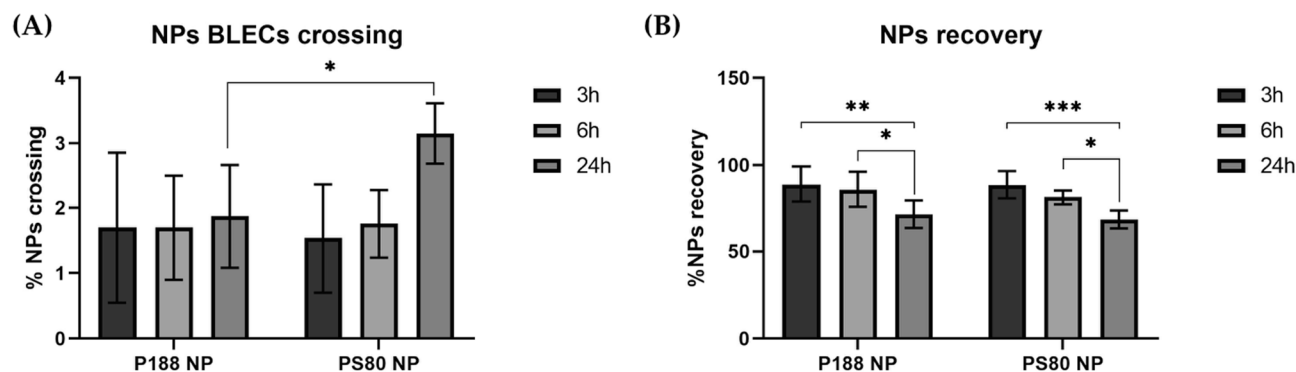 (A)
NPs BLECs crossing
% NPs crossing
4
3
2
1
0
*
P188 NP
PS80 NP
3h
6h
24h
(B)
NPs recovery
%NPs recovery
150
100
50
0
**
*
***
*
P188 NP
PS80 NP
3h
6h
24h